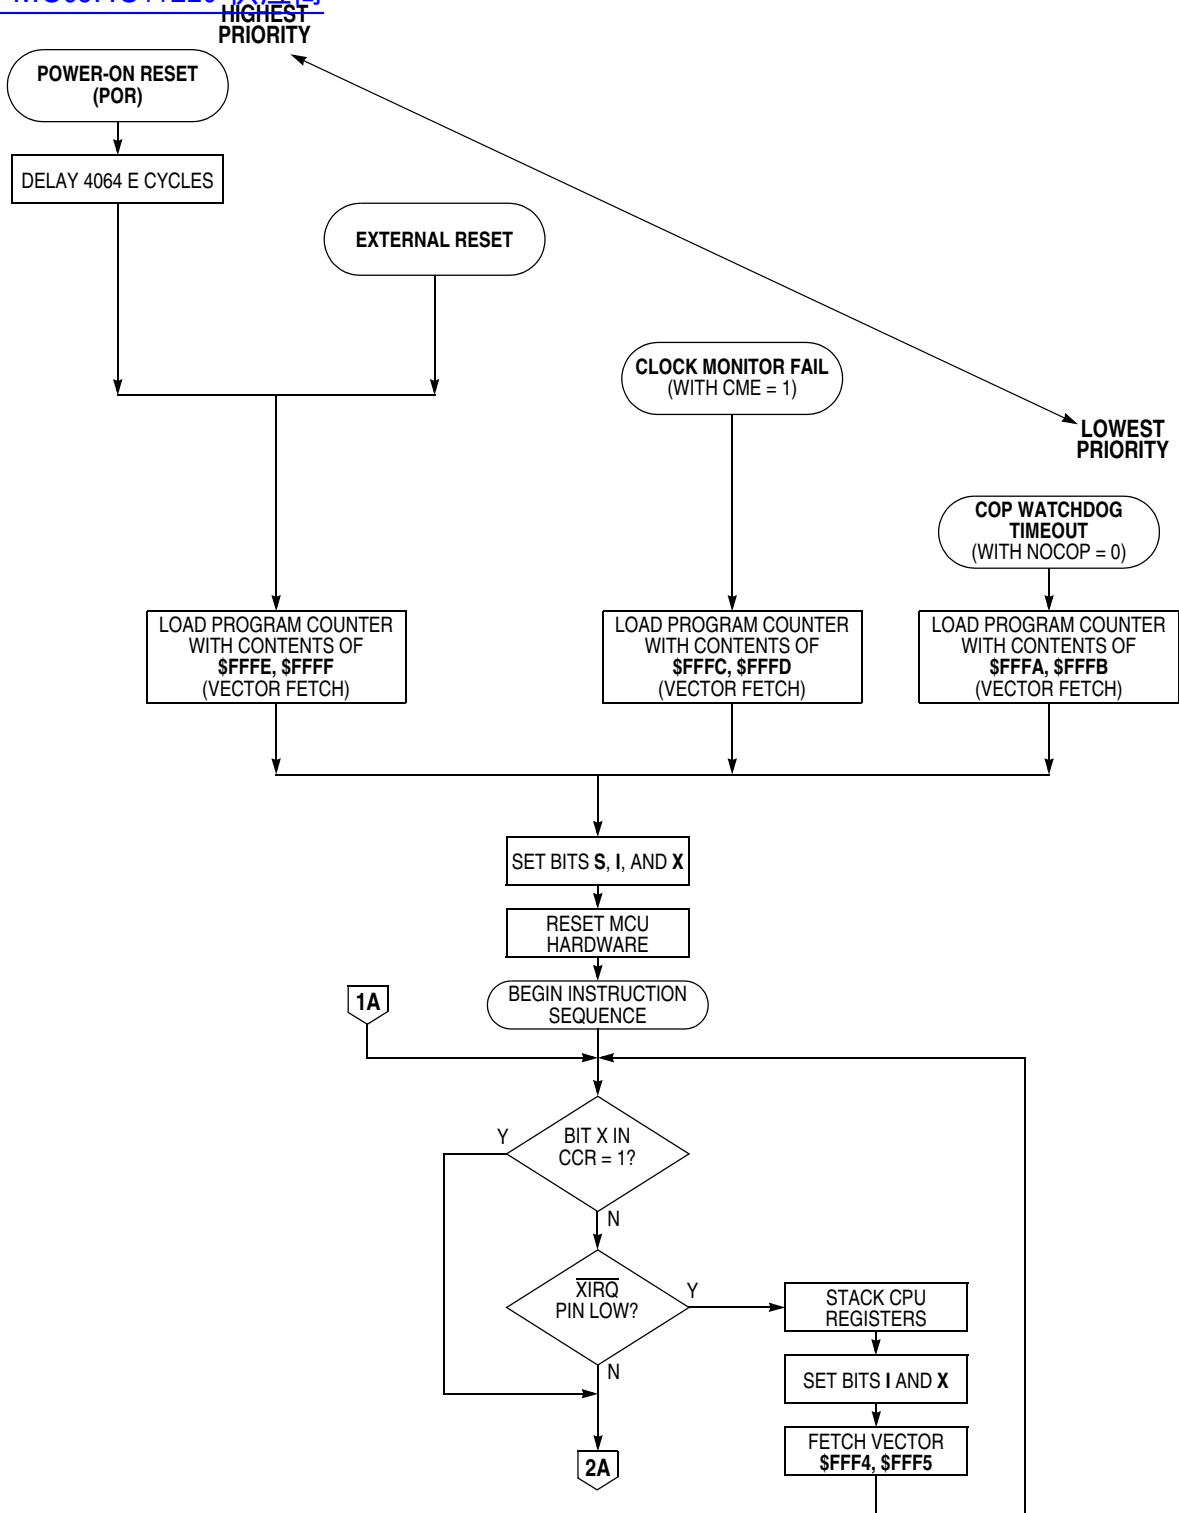 HIGHEST
PRIORITY
POWER-ON RESET
(POR)
DELAY 4064 E CYCLES
EXTERNAL RESET
CLOCK MONITOR FAIL
(WITH CME = 1)
LOWEST
PRIORITY
COP WATCHDOG
TIMEOUT
(WITH NOCOP = 0)
LOAD PROGRAM COUNTER
WITH CONTENTS OF
$FFFE, $FFFF
(VECTOR FETCH)
LOAD PROGRAM COUNTER
WITH CONTENTS OF
$FFFC, $FFFD
(VECTOR FETCH)
LOAD PROGRAM COUNTER
WITH CONTENTS OF
$FFFA, $FFFB
(VECTOR FETCH)
SET BITS S, I, AND X
RESET MCU
HARDWARE
1A
BEGIN INSTRUCTION
SEQUENCE
Y
BIT X IN
CCR = 1?
N
XIRQ
PIN LOW?
Y
STACK CPU
REGISTERS
N
SET BITS I AND X
FETCH VECTOR
$FFF4, $FFF5
2A